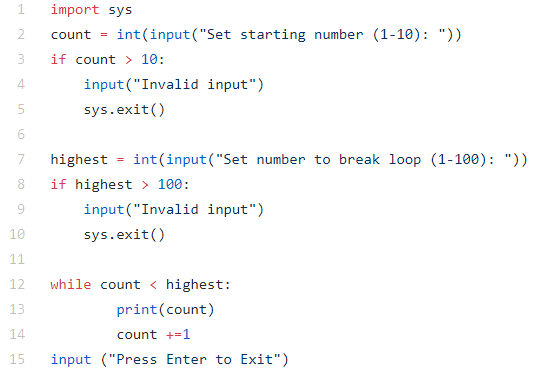 1 import sys
2 count = int(input("Set starting number (1-10): "))
3 if count > 10:
4     input("Invalid input")
5     sys.exit()
6
7 highest = int(input("Set number to break loop (1-100): "))
8 if highest > 100:
9     input("Invalid input")
10     sys.exit()
11
12 while count < highest:
13         print(count)
14         count +=1
15 input ("Press Enter to Exit")